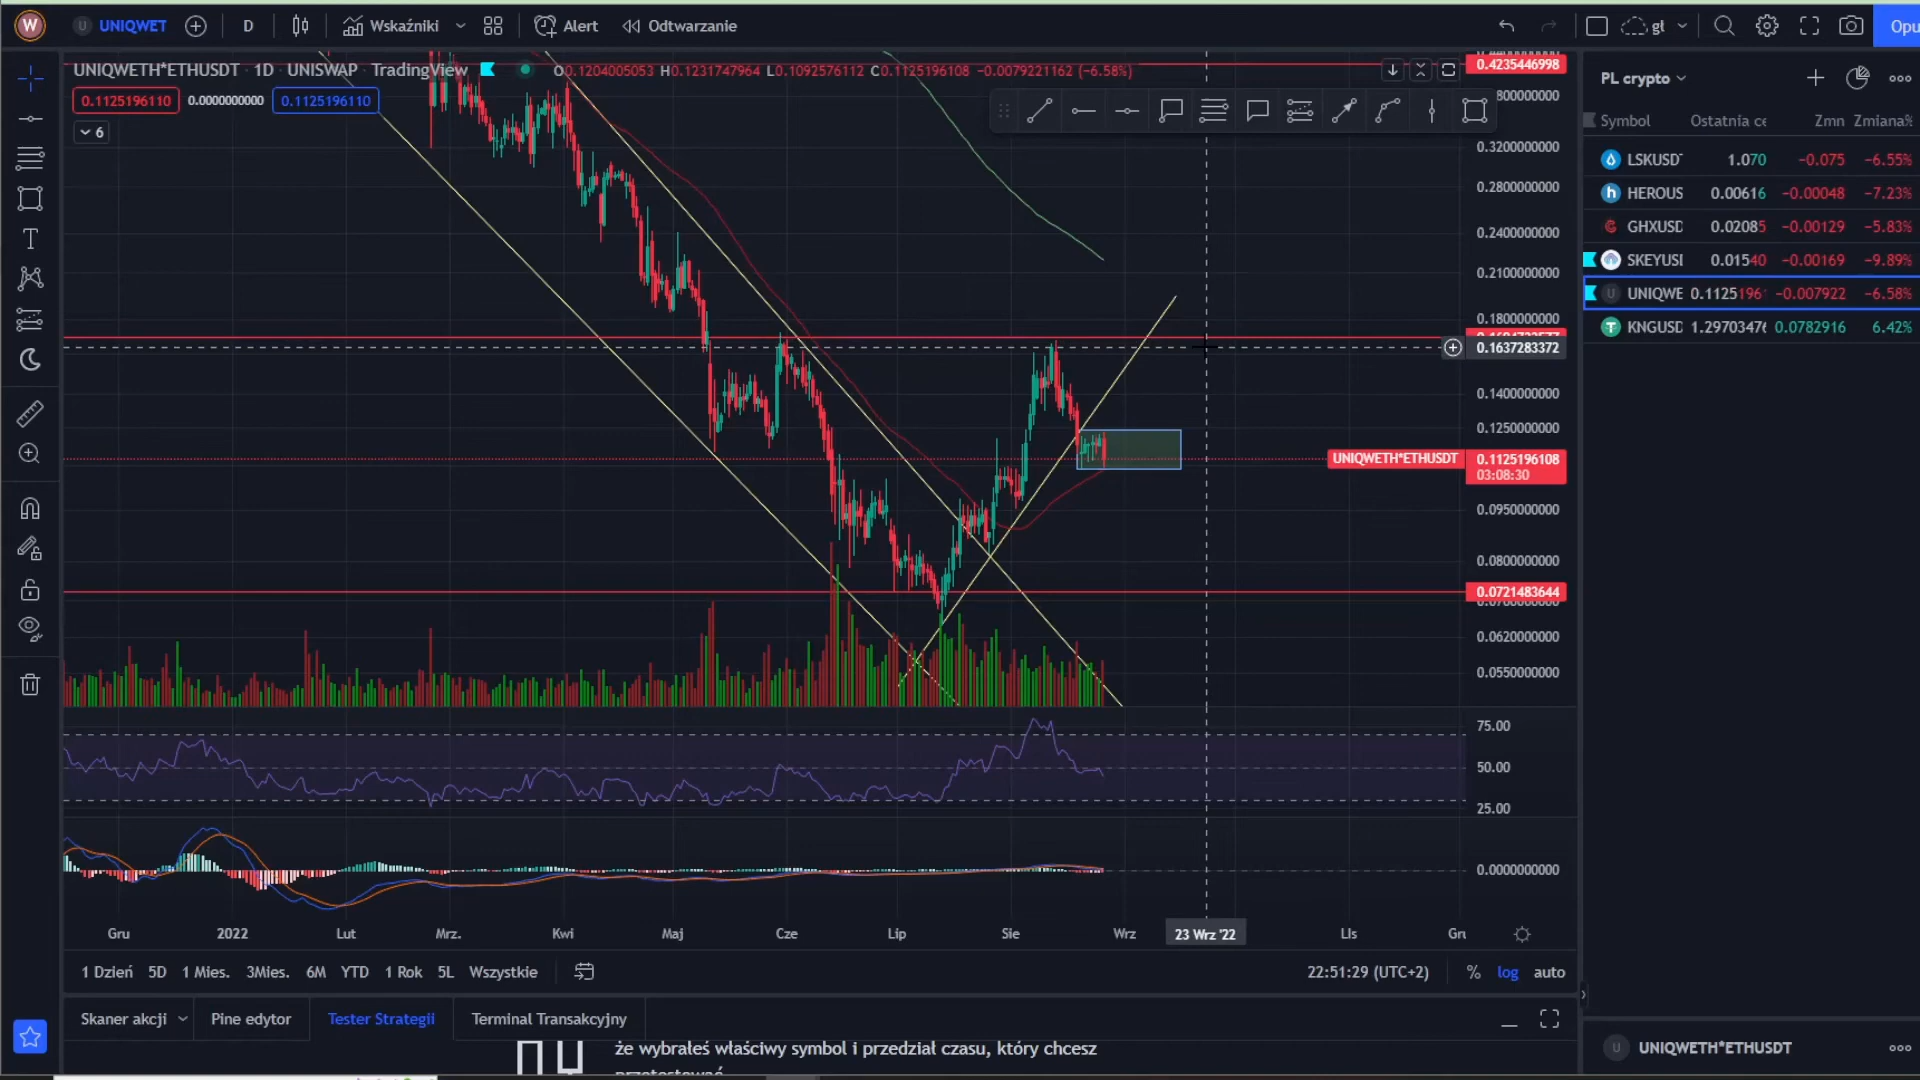 W
U UNIQWET D Wskaźniki Alert Odtwarzanie gł Opu
UNIQWETH*ETHUSDT · 1D · UNISWAP · TradingView O0.1204005053 H0.1231747964 L0.1092576112 C0.1125196108 −0.0079221162 (−6.58%)
0.1125196110 0.0000000000 0.1125196110
6
0.4235446998
0.3200000000
0.2800000000
0.2400000000
0.2100000000
0.1800000000
0.1637283372
0.1400000000
0.1250000000
UNIQWETH*ETHUSDT 0.1125196108
03:08:30
0.0950000000
0.0800000000
0.0721483644
0.0620000000
0.0550000000
75.00
50.00
25.00
0.0000000000
Gru 2022 Lut Mrz. Kwi Maj Cze Lip Sie Wrz 23 Wrz '22 LIs Gru
1 Dzień 5D 1 Mies. 3Mies. 6M YTD 1 Rok 5L Wszystkie 22:51:29 (UTC+2) % log auto
Skaner akcji Pine edytor Tester Strategii Terminal Transakcyjny
że wybrałeś właściwy symbol i przedział czasu, który chcesz
PL crypto
Symbol Ostatnia ce Zmn Zmiana%
LSKUSDT 1.070 −0.075 −6.55%
HEROUS 0.00616 −0.00048 −7.23%
GHXUSD 0.02085 −0.00129 −5.83%
SKEYUSI 0.01540 −0.00169 −9.89%
U UNIQWE 0.1125196 −0.007922 −6.58%
KNGUSD 1.2970347 0.0782916 6.42%
U UNIQWETH*ETHUSDT